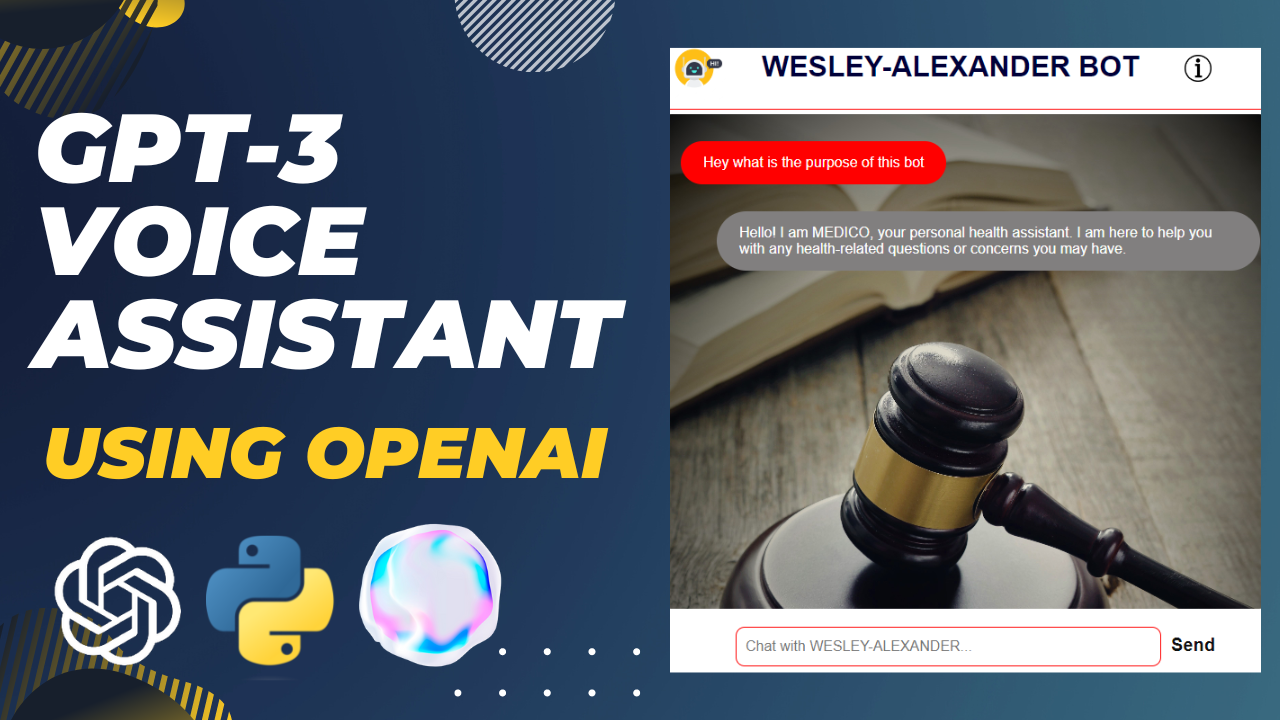 GPT-3
VOICE
ASSISTANT
USING OPENAI
HI!
WESLEY-ALEXANDER BOT
i
Hey what is the purpose of this bot
Hello! I am MEDICO, your personal health assistant. I am here to help you
with any health-related questions or concerns you may have.
Chat with WESLEY-ALEXANDER...
Send